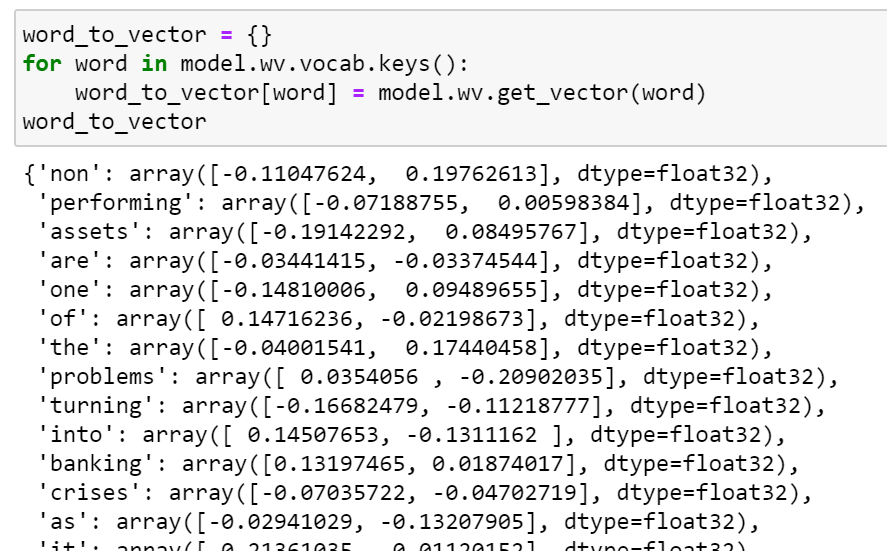 word_to_vector = {}
for word in model.wv.vocab.keys():
    word_to_vector[word] = model.wv.get_vector(word)
word_to_vector
{'non': array([-0.11047624,  0.19762613], dtype=float32),
 'performing': array([-0.07188755,  0.00598384], dtype=float32),
 'assets': array([-0.19142292,  0.08495767], dtype=float32),
 'are': array([-0.03441415, -0.03374544], dtype=float32),
 'one': array([-0.14810006,  0.09489655], dtype=float32),
 'of': array([ 0.14716236, -0.02198673], dtype=float32),
 'the': array([-0.04001541,  0.17440458], dtype=float32),
 'problems': array([ 0.0354056 , -0.20902035], dtype=float32),
 'turning': array([-0.16682479, -0.11218777], dtype=float32),
 'into': array([ 0.14507653, -0.1311162 ], dtype=float32),
 'banking': array([0.13197465, 0.01874017], dtype=float32),
 'crises': array([-0.07035722, -0.04702719], dtype=float32),
 'as': array([-0.02941029, -0.13207905], dtype=float32),
 'it': array([ dtype=float32)